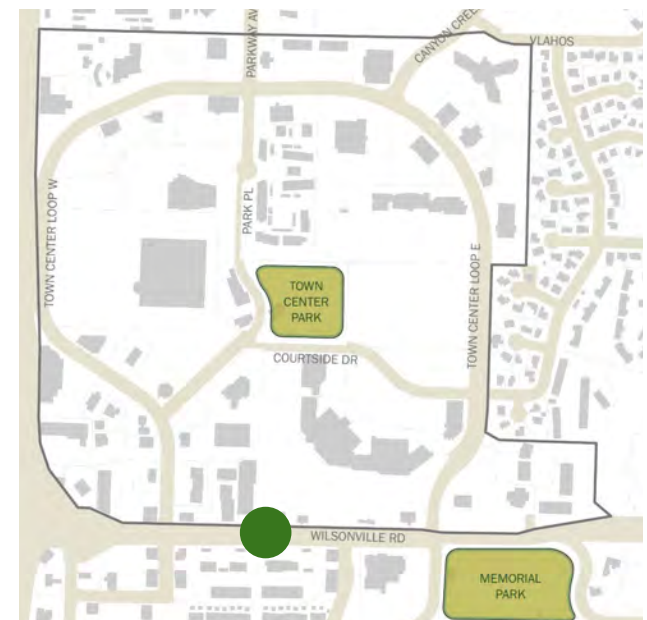 PARKWAY AV
CANYON CREE
VLAHOS
TOWN CENTER LOOP W
PARK PL
TOWN
CENTER
PARK
TOWN CENTER LOOP E
COURTSIDE DR
WILSONVILLE RD
MEMORIAL
PARK